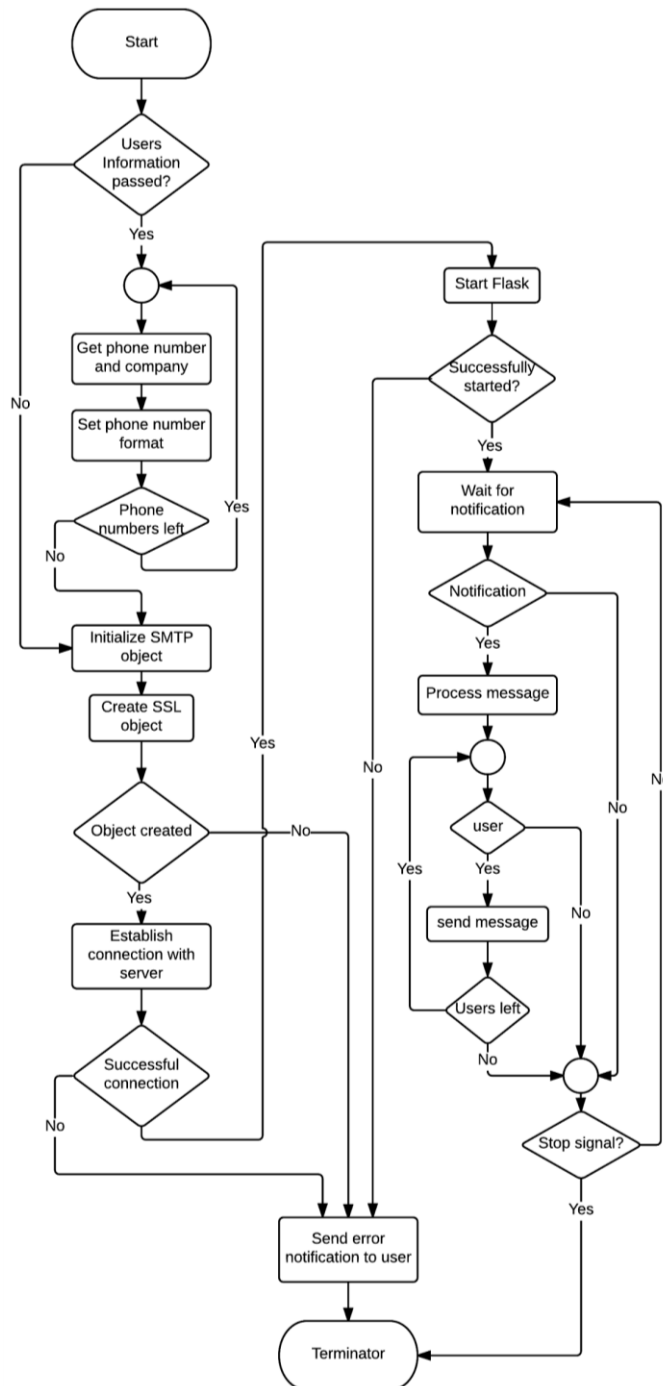 Start
Users
Information
passed?
Yes
No
Get phone number
and company
Set phone number
format
Phone
numbers left
Yes
No
Initialize SMTP
object
Create SSL
object
Object created
No
Yes
Establish
connection with
server
Successful
connection
Yes
No
Start Flask
Successfully
started?
No
Yes
Wait for
notification
Notification
Yes
No
Process message
user
Yes
No
send message
Users left
Yes
No
Stop signal?
No
Yes
Send error
notification to user
Terminator